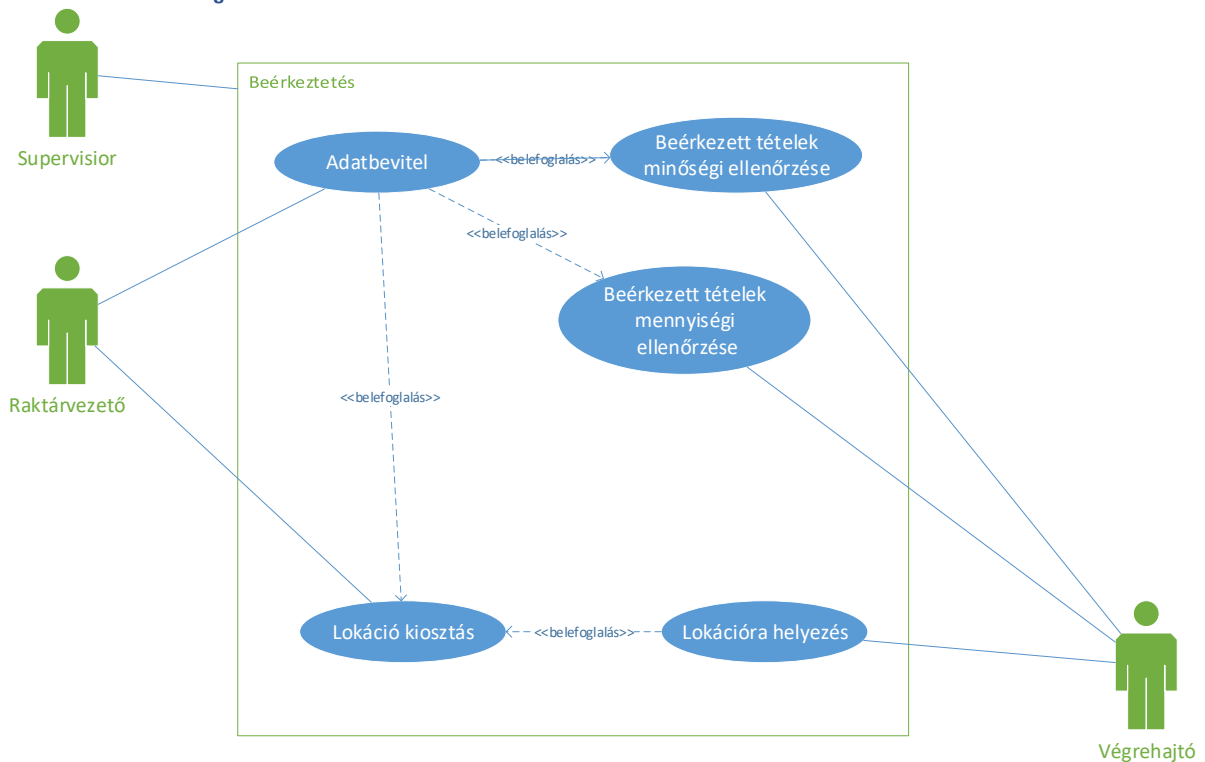 Beérkeztetés
Supervisior
Adatbevitel
<<belefoglalás>>
Beérkezett tételek
minőségi ellenőrzése
<<belefoglalás>>
Beérkezett tételek
mennyiségi
ellenőrzése
Raktárvezető
<<belefoglalás>>
Lokáció kiosztás
<<belefoglalás>>
Lokációra helyezés
Végrehajtó